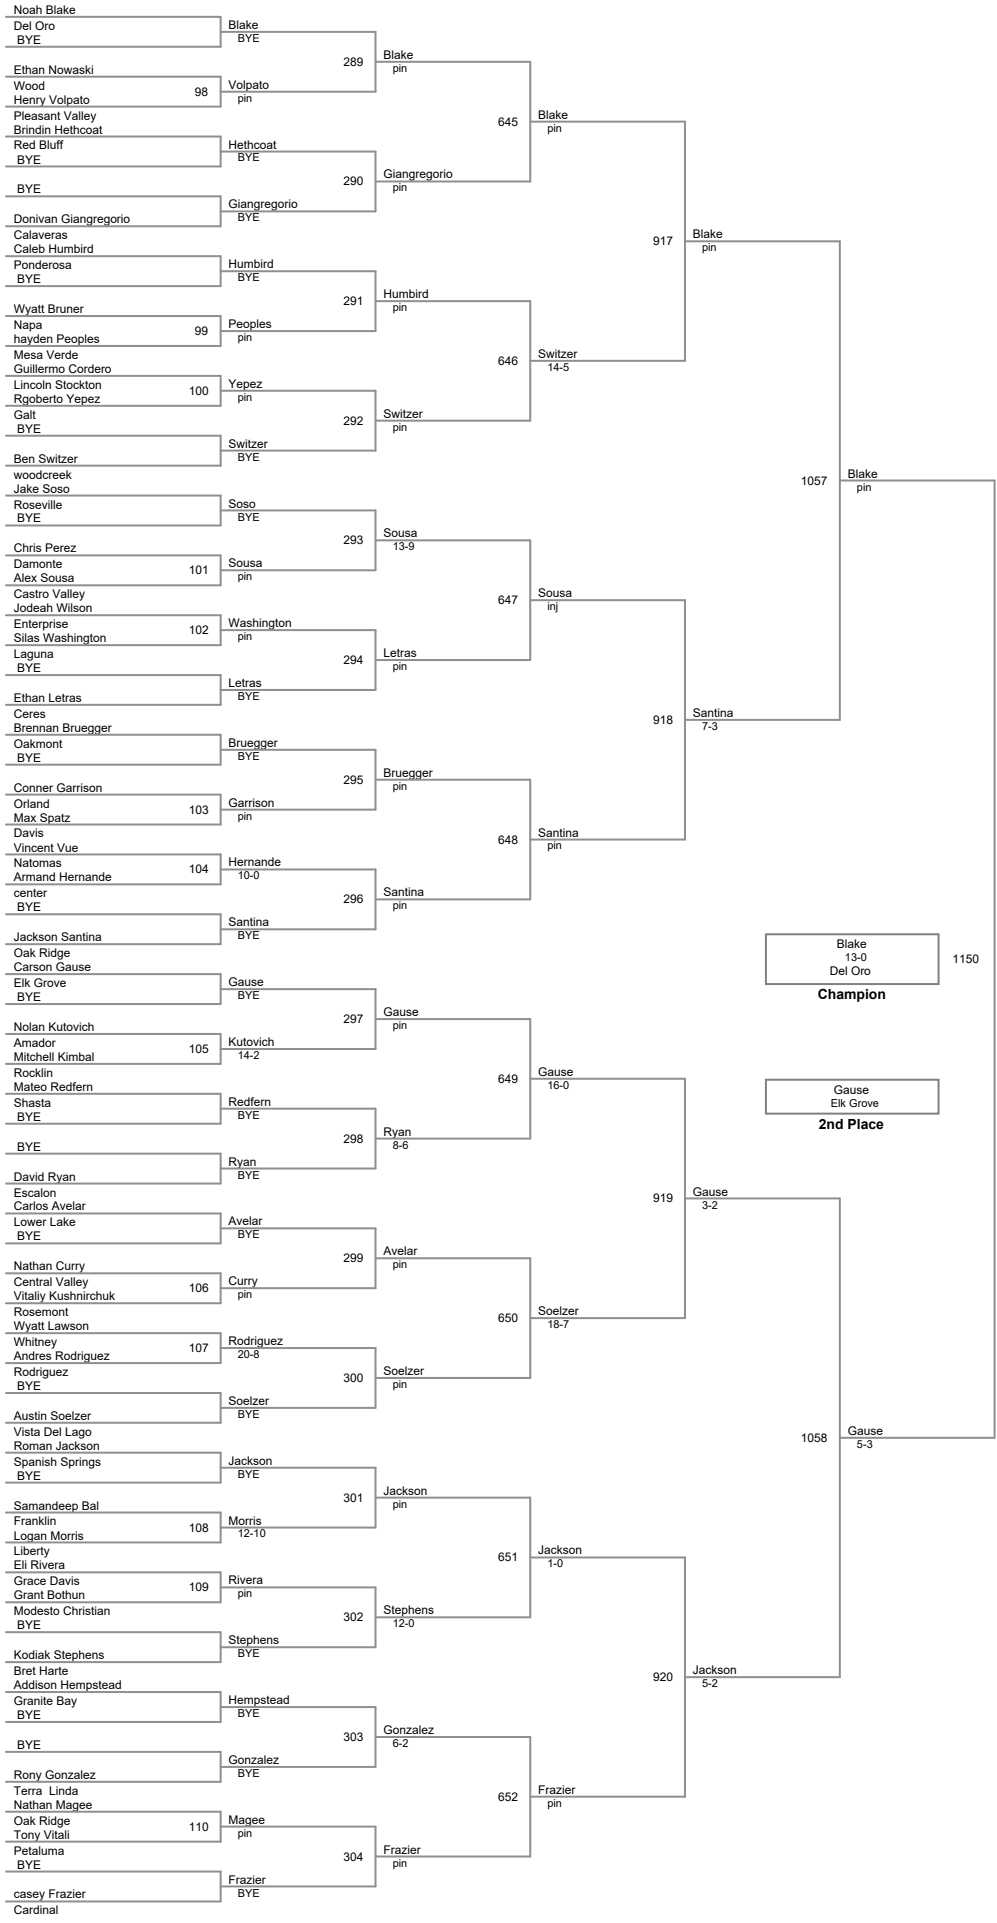 Noah Blake
Del Oro
BYE
Blake
BYE
289
Blake
pin
Ethan Nowaski
Wood
Henry Volpato
98
Volpato
pin
Pleasant Valley
Brindin Hethcoat
645
Blake
pin
Red Bluff
BYE
Hethcoat
BYE
290
Giangregorio
pin
BYE
Giangregorio
BYE
Donivan Giangregorio
Calaveras
Caleb Humbird
917
Blake
pin
Ponderosa
BYE
Humbird
BYE
291
Humbird
pin
Wyatt Bruner
Napa
hayden Peoples
99
Peoples
pin
Mesa Verde
Guillermo Cordero
646
Switzer
14-5
Lincoln Stockton
Rgoberto Yepez
100
Yepez
pin
292
Switzer
pin
Galt
BYE
Switzer
BYE
Ben Switzer
woodcreek
Jake Soso
1057
Blake
pin
Roseville
BYE
Soso
BYE
293
Sousa
13-9
Chris Perez
Damonte
Alex Sousa
101
Sousa
pin
Castro Valley
Jodeah Wilson
647
Sousa
inj
Enterprise
Silas Washington
102
Washington
pin
294
Letras
pin
Laguna
BYE
Letras
BYE
Ethan Letras
Ceres
Brennan Bruegger
918
Santina
7-3
Oakmont
BYE
Bruegger
BYE
295
Bruegger
pin
Conner Garrison
Orland
Max Spatz
103
Garrison
pin
Davis
Vincent Vue
648
Santina
pin
Natomas
Armand Hernande
104
Hernande
10-0
296
Santina
pin
center
BYE
Santina
BYE
Jackson Santina
Oak Ridge
Carson Gause
Blake
13-0
Del Oro
1150
Champion
Elk Grove
BYE
Gause
BYE
297
Gause
pin
Nolan Kutovich
Amador
Mitchell Kimbal
105
Kutovich
14-2
Rocklin
Mateo Redfern
649
Gause
16-0
Gause
Elk Grove
2nd Place
Shasta
BYE
Redfern
BYE
298
Ryan
8-6
BYE
Ryan
BYE
David Ryan
Escalon
Carlos Avelar
919
Gause
3-2
Lower Lake
BYE
Avelar
BYE
299
Avelar
pin
Nathan Curry
Central Valley
Vitaliy Kushnirchuk
106
Curry
pin
Rosemont
Wyatt Lawson
650
Soelzer
18-7
Whitney
Andres Rodriguez
107
Rodriguez
20-8
300
Soelzer
pin
Rodriguez
BYE
Soelzer
BYE
Austin Soelzer
Vista Del Lago
Roman Jackson
1058
Gause
5-3
Spanish Springs
BYE
Jackson
BYE
301
Jackson
pin
Samandeep Bal
Franklin
Logan Morris
108
Morris
12-10
Liberty
Eli Rivera
651
Jackson
1-0
Grace Davis
Grant Bothun
109
Rivera
pin
302
Stephens
12-0
Modesto Christian
BYE
Stephens
BYE
Kodiak Stephens
Bret Harte
Addison Hempstead
920
Jackson
5-2
Granite Bay
BYE
Hempstead
BYE
303
Gonzalez
6-2
BYE
Gonzalez
BYE
Rony Gonzalez
Terra  Linda
Nathan Magee
652
Frazier
pin
Oak Ridge
Tony Vitali
110
Magee
pin
304
Frazier
pin
Petaluma
BYE
Frazier
BYE
casey Frazier
Cardinal